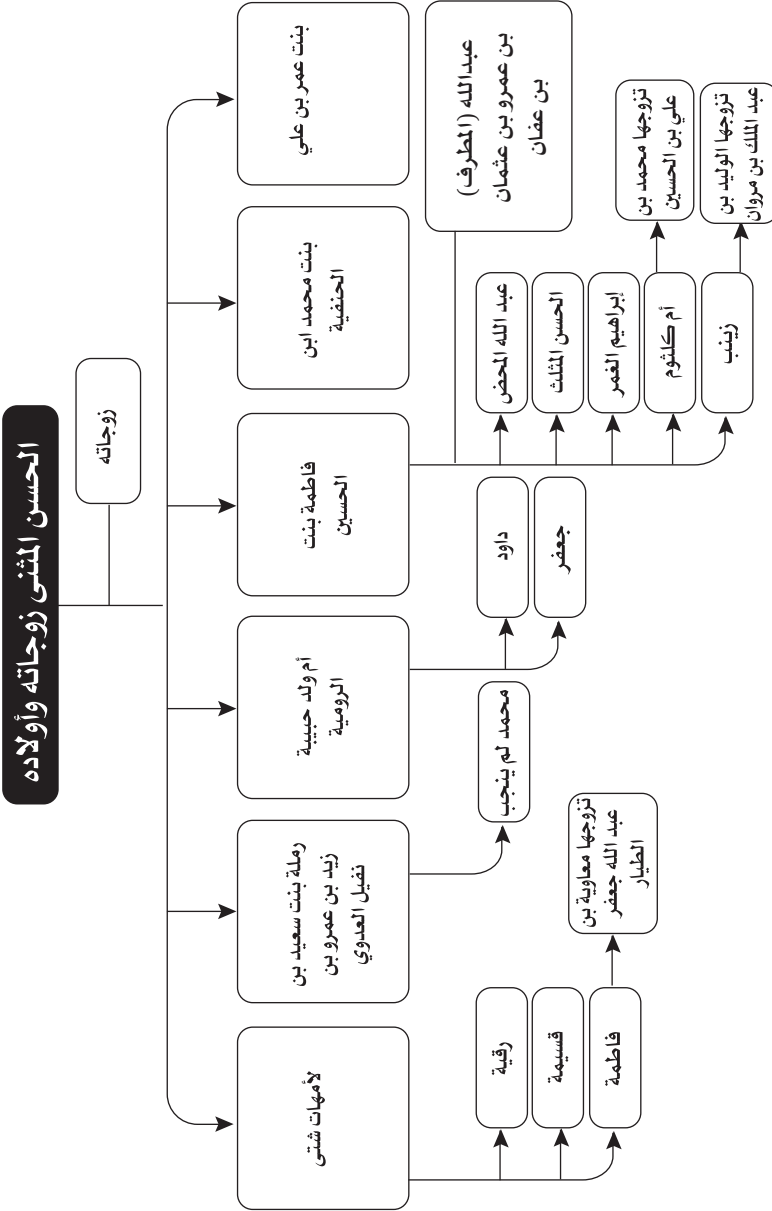 الحسن المثنى زوجاته وأولاده
زوجاته
بنت عمر بن علي
بنت محمد ابن
الحنفية
فاطمة بنت
الحسين
أم ولد حبيبة
الرومية
رملة بنت سعيد بن
زيد بن عمرو بن
نفيل العدوي
لأمهات شتى
عبدالله (المطرف)
بن عمرو بن عثمان
بن عفان
عبد الله المحض
الحسن المثلث
إبراهيم الغمر
أم كلثوم
تزوجها محمد بن
علي بن الحسين
زينب
تزوجها الوليد بن
عبد الملك بن مروان
داود
جعفر
محمد لم ينجب
رقية
قسيمة
فاطمة
تزوجها معاوية بن
عبد الله جعفر
الطيار